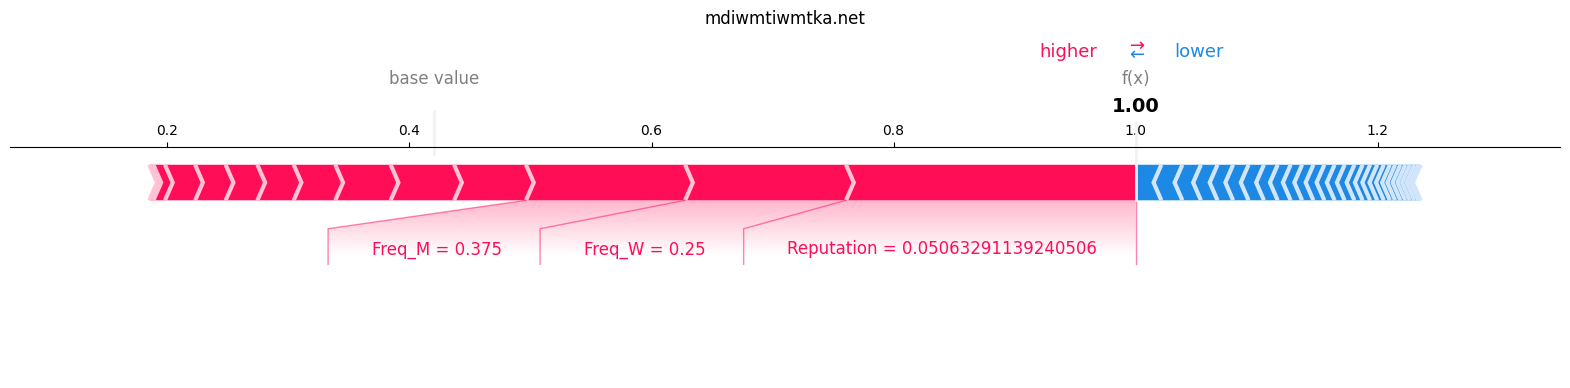 mdiwmtiwmtka.net
higher → ← lower
base value f(x)
1.00
0.2 0.4 0.6 0.8 1.0 1.2
Freq_M = 0.375 Freq_W = 0.25 Reputation = 0.05063291139240506